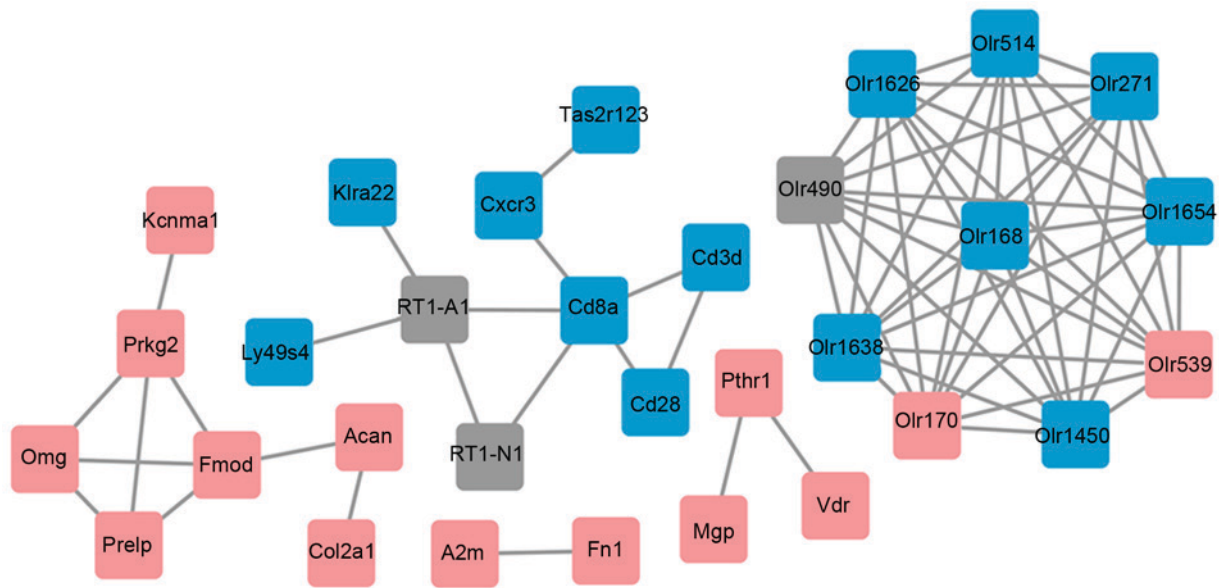 Olr514
Olr1626
Olr271
Tas2r123
Klra22
Olr490
Cxcr3
Olr1654
Kcnma1
Olr168
Cd3d
RT1-A1
Cd8a
Prkg2
Ly49s4
Olr1638
Olr539
Pthr1
Cd28
Olr170
Olr1450
Acan
Omg
Fmod
RT1-N1
Vdr
Mgp
Prelp
Col2a1
A2m
Fn1